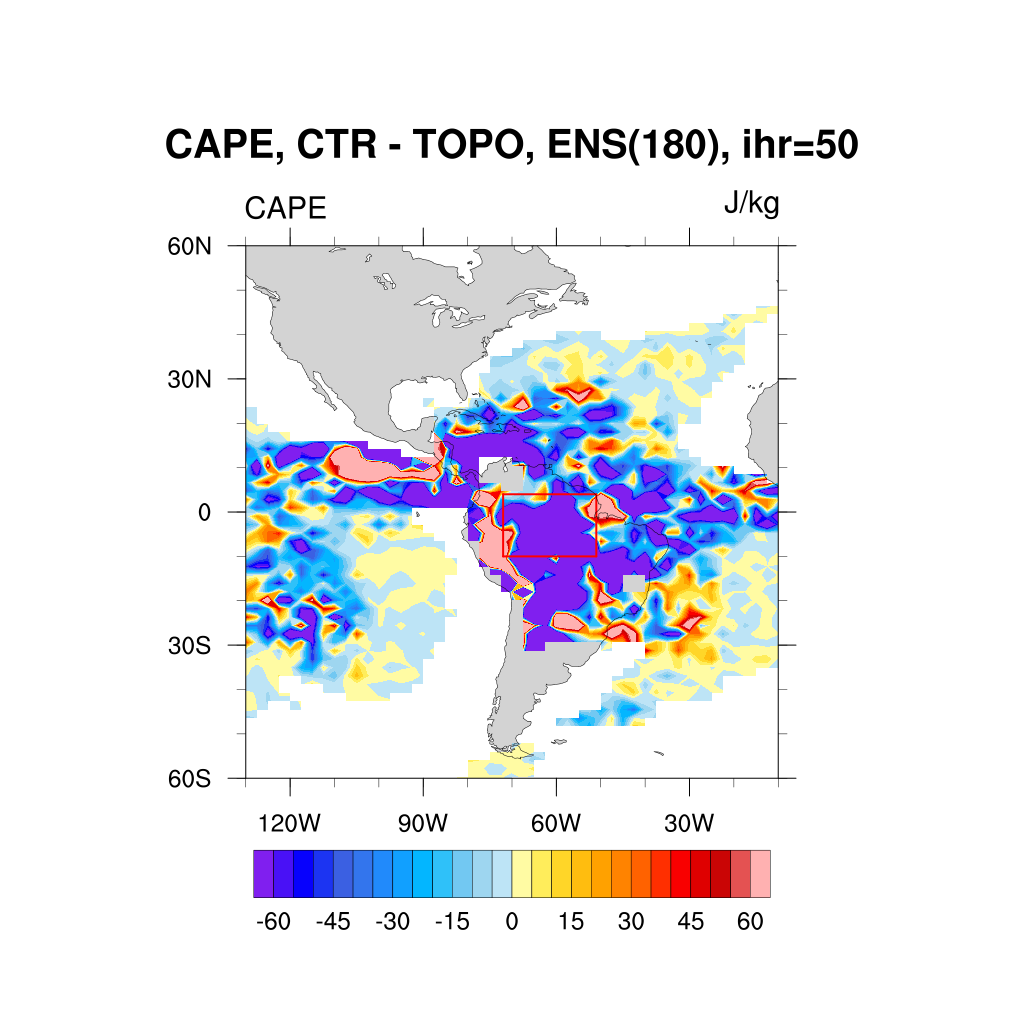 CAPE, CTR - TOPO, ENS(180), ihr=50
CAPE J/kg
60N
30N
0
30S
60S
120W 90W 60W 30W
-60 -45 -30 -15 0 15 30 45 60